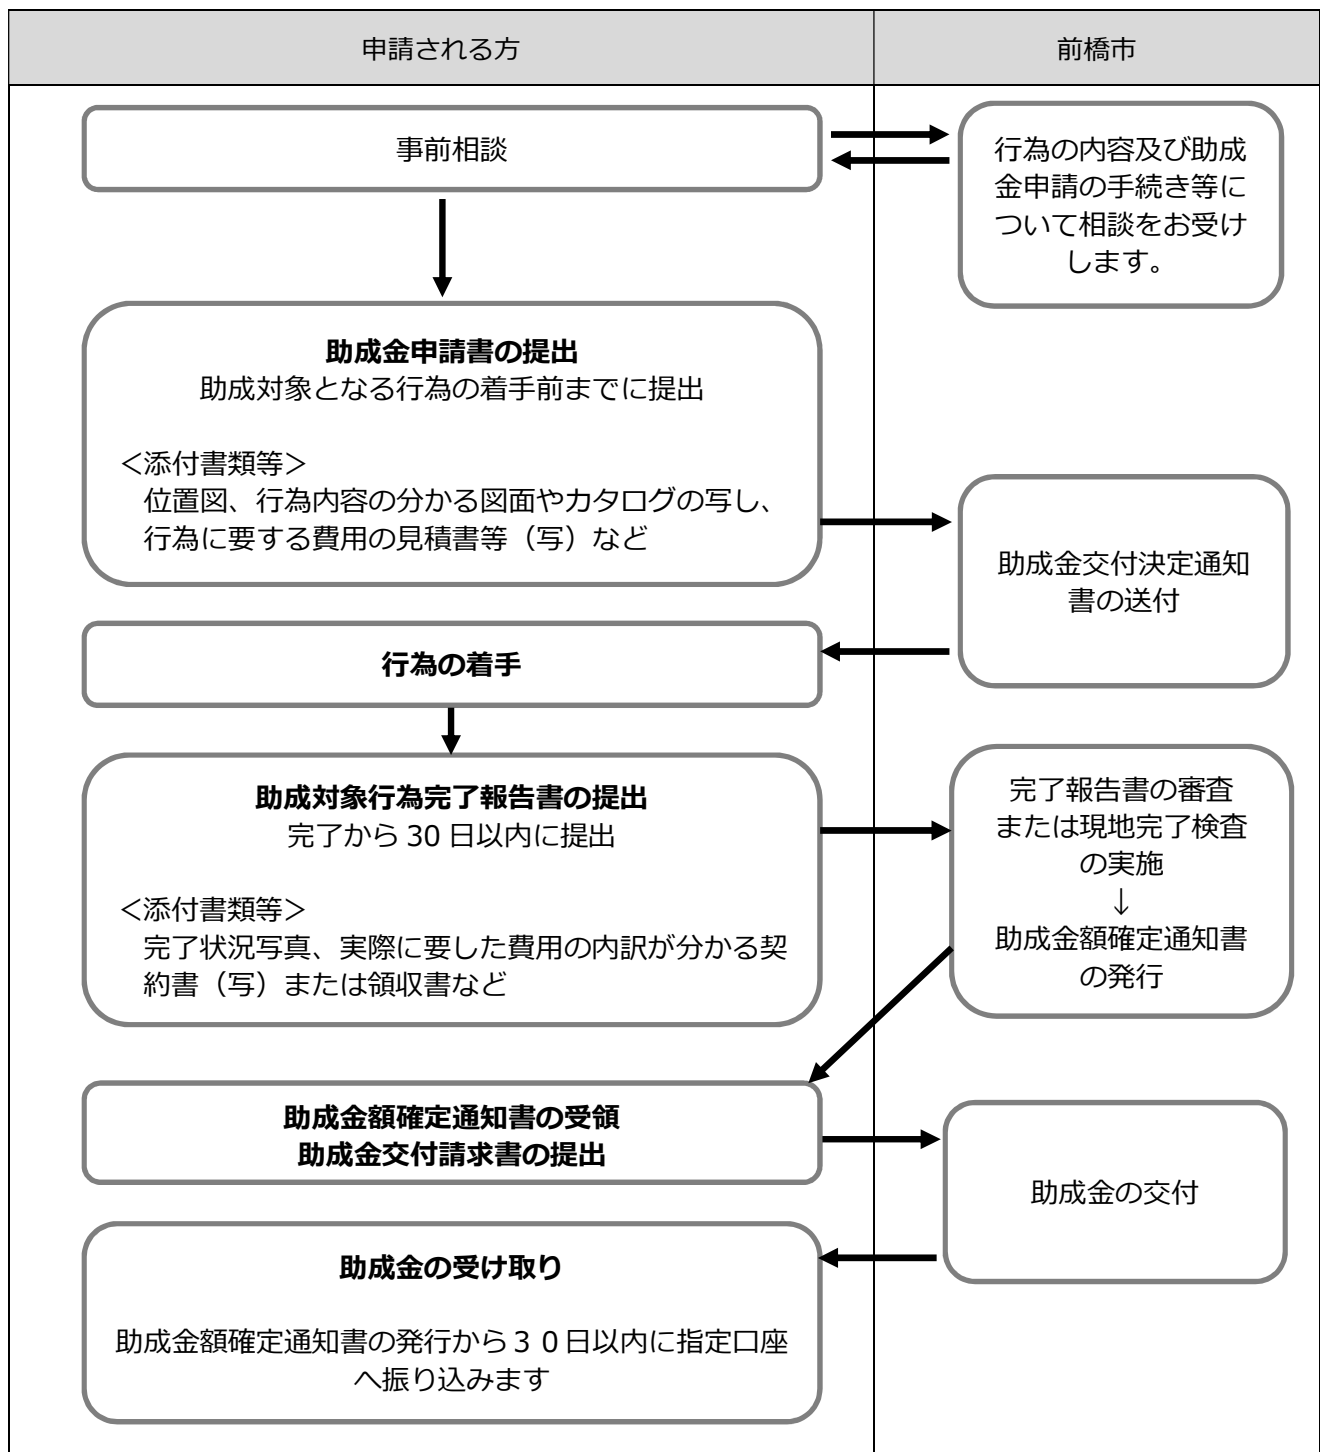 申請される方
前橋市
事前相談
行為の内容及び助成
金申請の手続き等に
ついて相談をお受け
します。
助成金申請書の提出
助成対象となる行為の着手前までに提出
＜添付書類等＞
位置図、行為内容の分かる図面やカタログの写し、
行為に要する費用の見積書等（写）など
助成金交付決定通知
書の送付
行為の着手
助成対象行為完了報告書の提出
完了から 30 日以内に提出
＜添付書類等＞
完了状況写真、実際に要した費用の内訳が分かる契
約書（写）または領収書など
完了報告書の審査
または現地完了検査
の実施
↓
助成金額確定通知書
の発行
助成金額確定通知書の受領
助成金交付請求書の提出
助成金の交付
助成金の受け取り
助成金額確定通知書の発行から３０日以内に指定口座
へ振り込みます